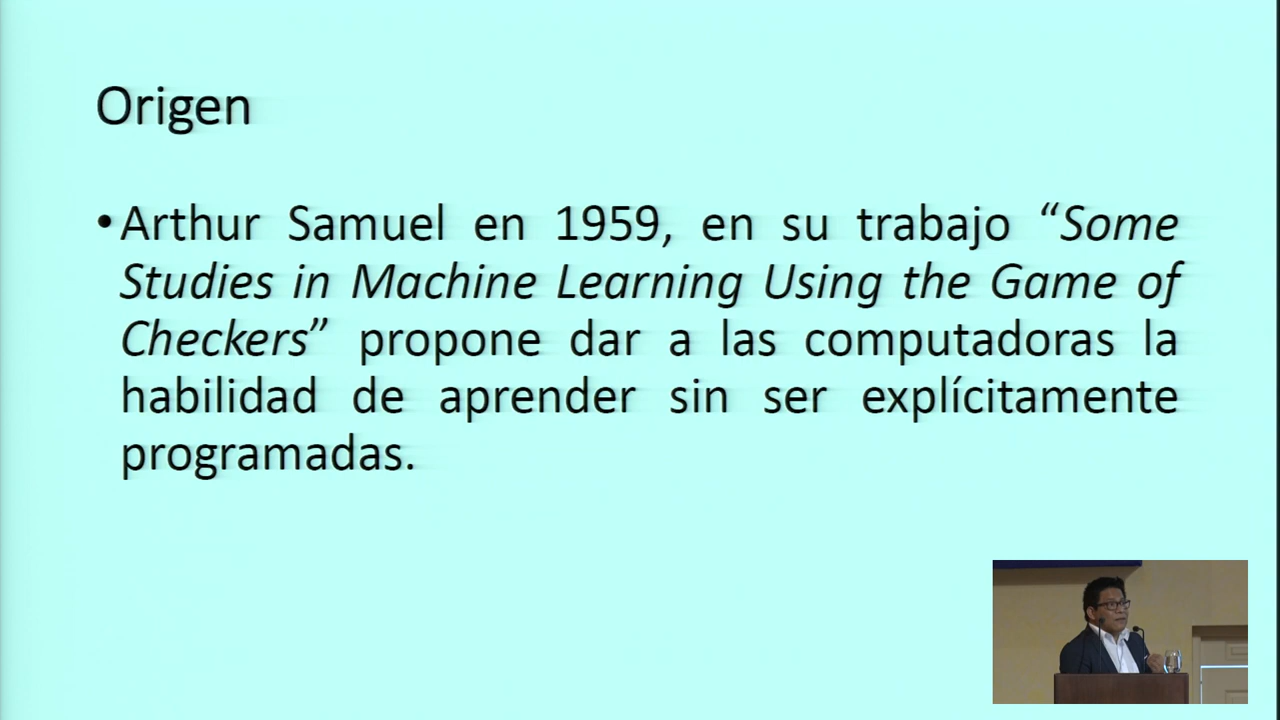 Origen
•Arthur Samuel en 1959, en su trabajo “Some
Studies in Machine Learning Using the Game of
Checkers” propone dar a las computadoras la
habilidad de aprender sin ser explícitamente
programadas.